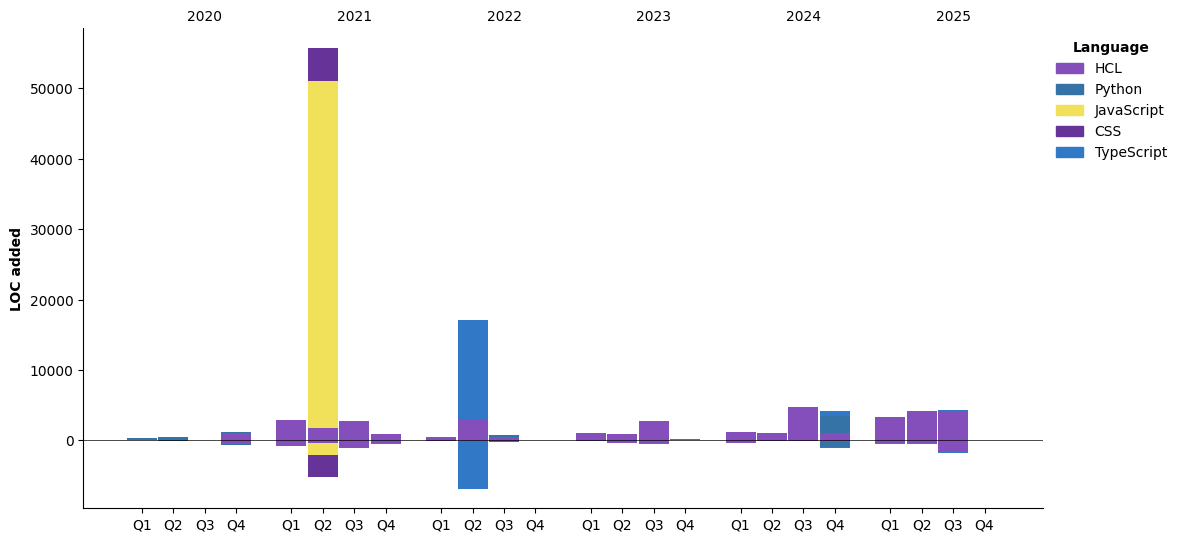 2020 2021 2022 2023 2024 2025
Language
HCL
Python
JavaScript
CSS
TypeScript
LOC added
50000
40000
30000
20000
10000
0
Q1 Q2 Q3 Q4 Q1 Q2 Q3 Q4 Q1 Q2 Q3 Q4 Q1 Q2 Q3 Q4 Q1 Q2 Q3 Q4 Q1 Q2 Q3 Q4